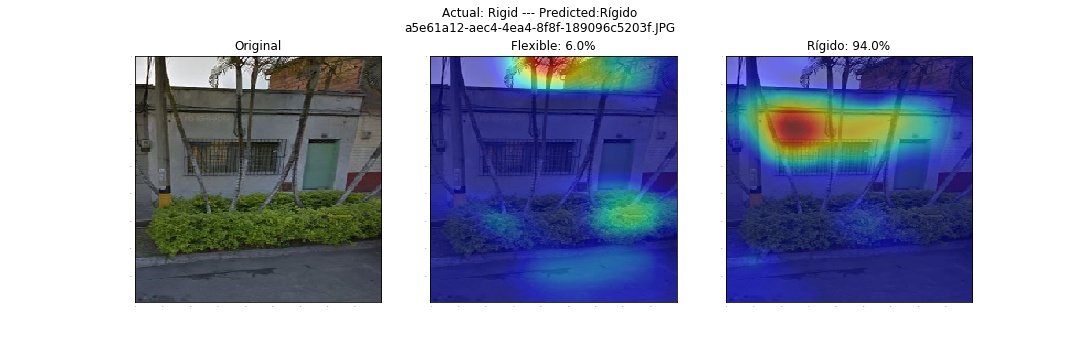 Actual: Rigid --- Predicted:Rígido
a5e61a12-aec4-4ea4-8f8f-189096c5203f.JPG
Original
Flexible: 6.0%
Rígido: 94.0%